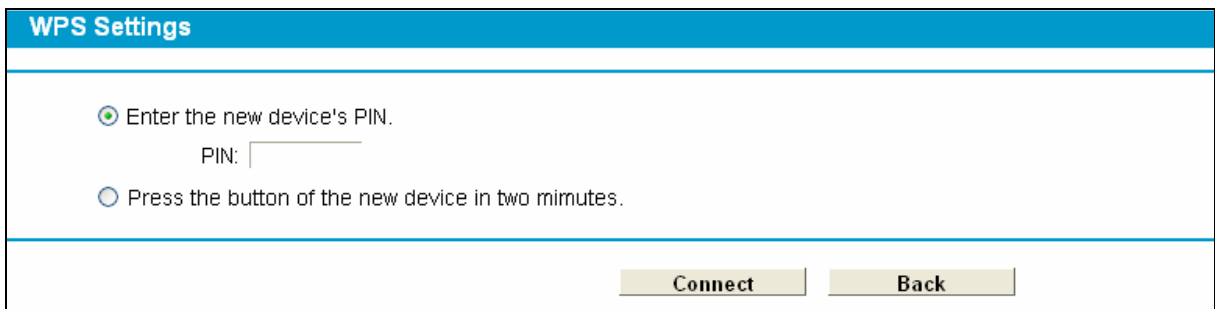 WPS Settings
Enter the new device's PIN.
PIN:
Press the button of the new device in two mimutes.
Connect Back